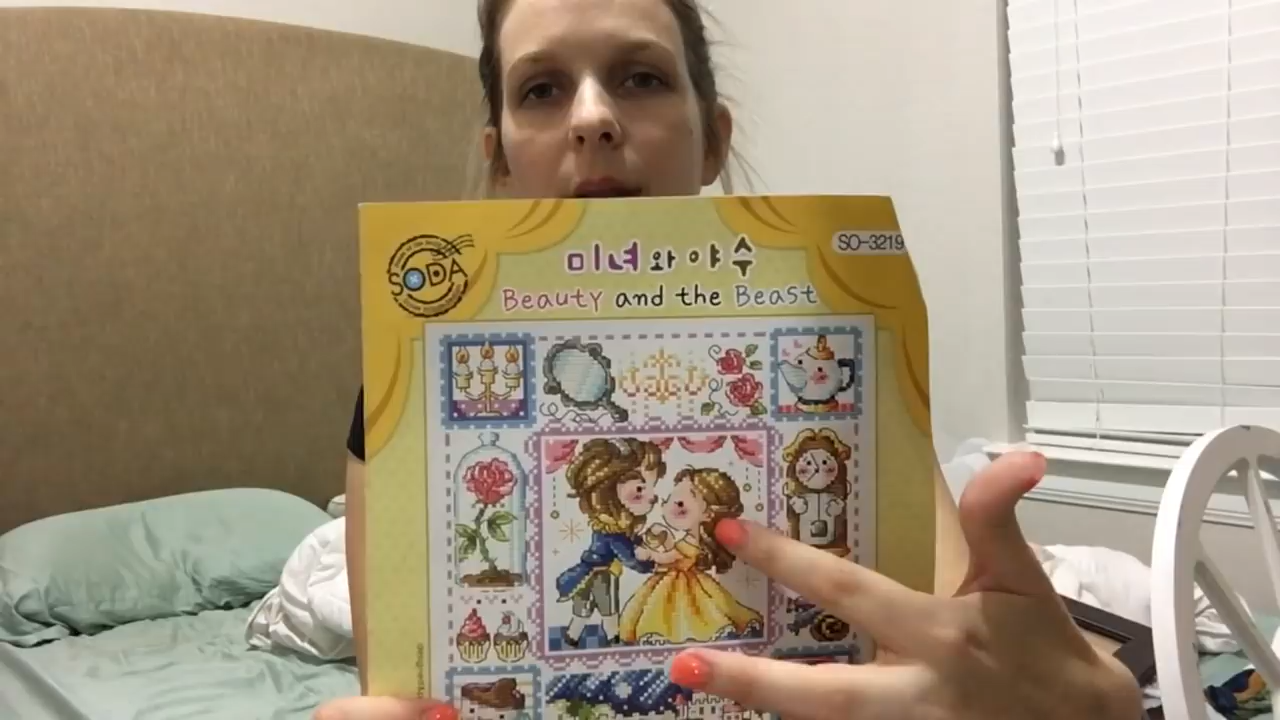 SODA
SO-3219
미녀와 야수
Beauty and the Beast